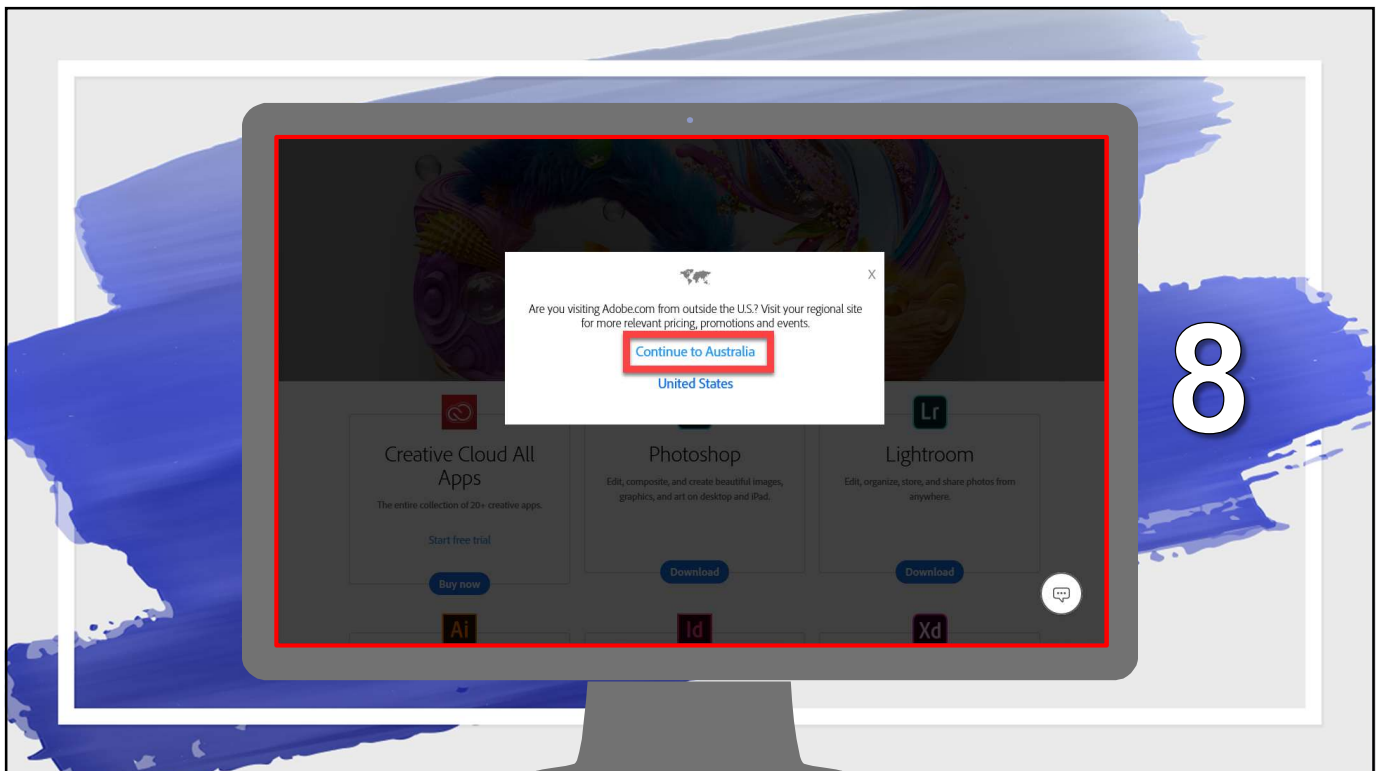 X
Are you visiting Adobe.com from outside the U.S.? Visit your regional site
for more relevant pricing, promotions and events.
Continue to Australia
United States
8
Lr
Creative Cloud All
Apps
The entire collection of 20+ creative apps.
Start free trial
Buy now
Photoshop
Edit, composite, and create beautiful images,
graphics, and art on desktop and iPad.
Download
Lightroom
Edit, organize, store, and share photos from
anywhere.
Download
Ai
Id
Xd